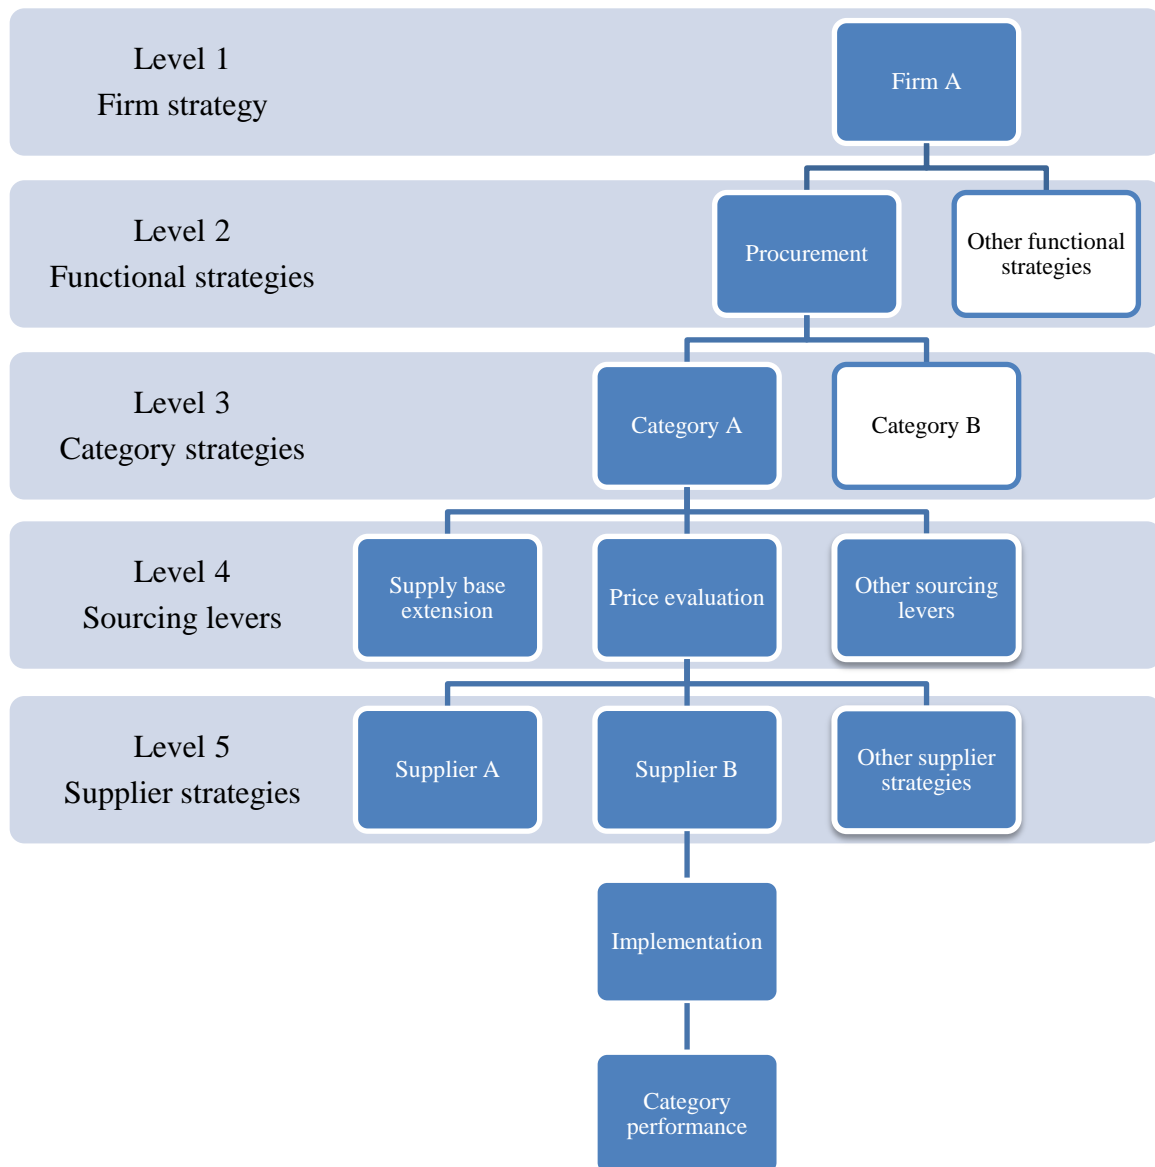 Level 1
Firm strategy
Firm A
Level 2
Functional strategies
Procurement
Other functional
strategies
Level 3
Category strategies
Category A
Category B
Level 4
Sourcing levers
Supply base
extension
Price evaluation
Other sourcing
levers
Level 5
Supplier strategies
Supplier A
Supplier B
Other supplier
strategies
Implementation
Category
performance